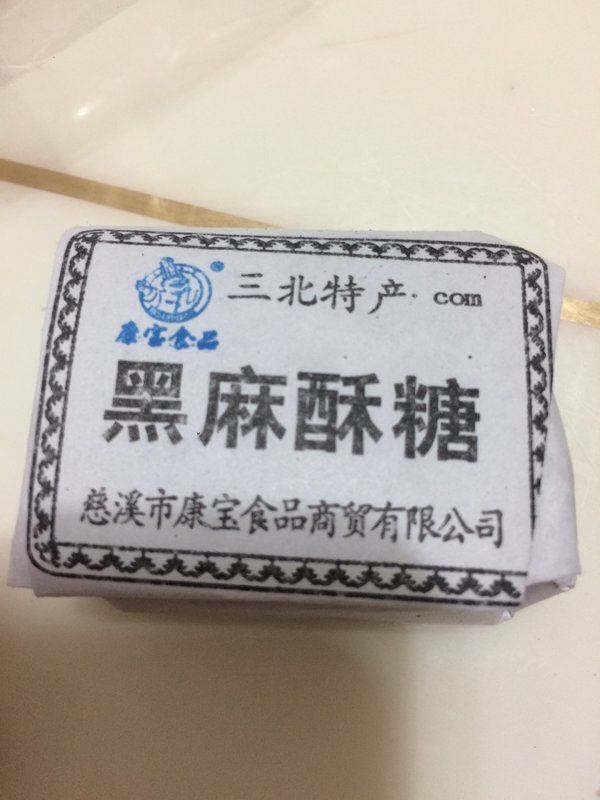 三北特产.com
康宝食品
黑麻酥糖
慈溪市康宝食品商贸有限公司